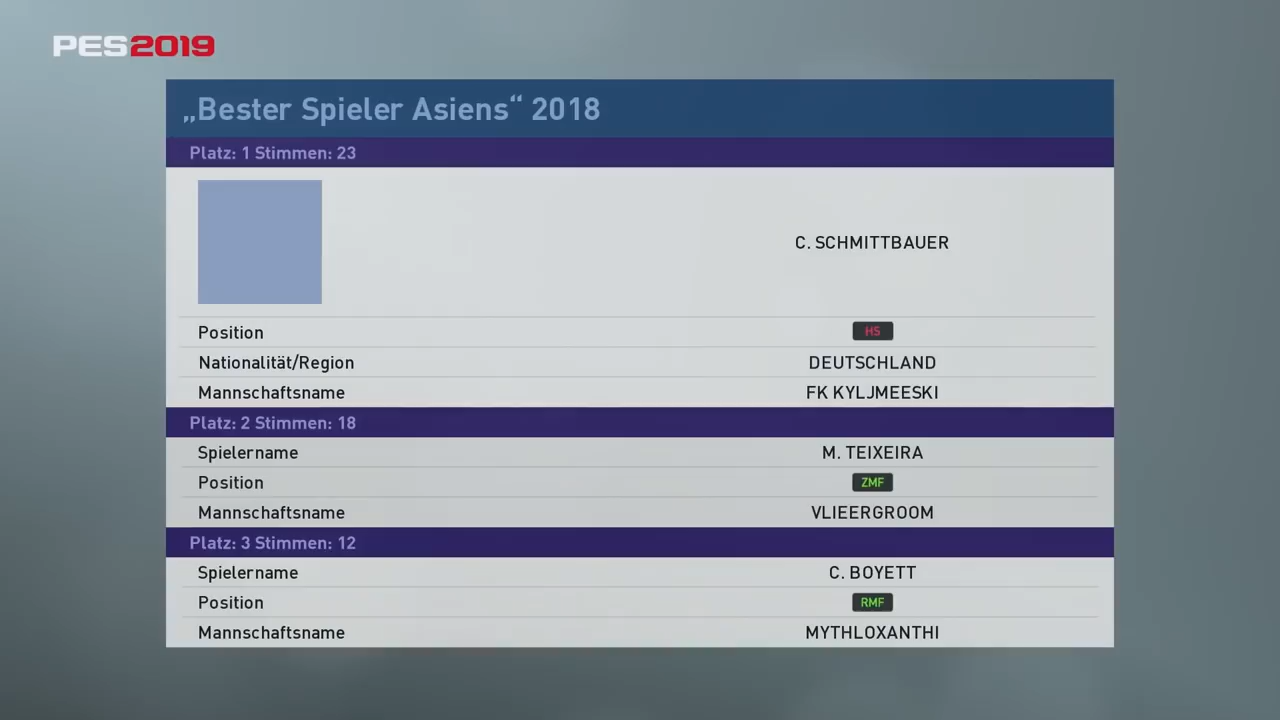 PES2019
„Bester Spieler Asiens“ 2018
Platz: 1 Stimmen: 23
C. SCHMITTBAUER
Position HS
Nationalität/Region DEUTSCHLAND
Mannschaftsname FK KYLJMEESKI
Platz: 2 Stimmen: 18
Spielername M. TEIXEIRA
Position ZMF
Mannschaftsname VLIEERGROOM
Platz: 3 Stimmen: 12
Spielername C. BOYETT
Position RMF
Mannschaftsname MYTHLOXANTHI